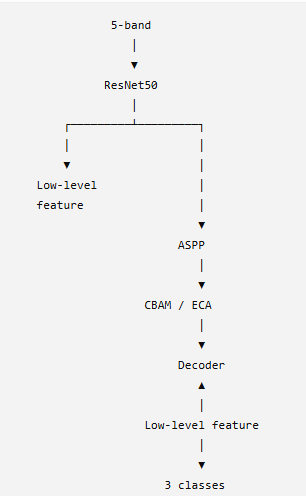 5-band
ResNet50
Low-level
feature
ASPP
CBAM / ECA
Decoder
Low-level feature
3 classes